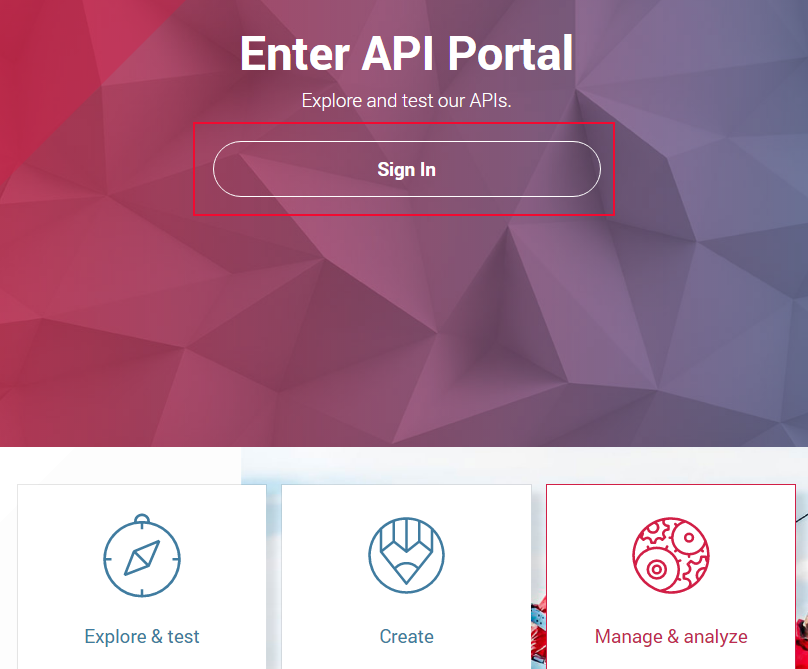 Enter API Portal
Explore and test our APIs.
Sign In
Explore & test
Create
Manage & analyze